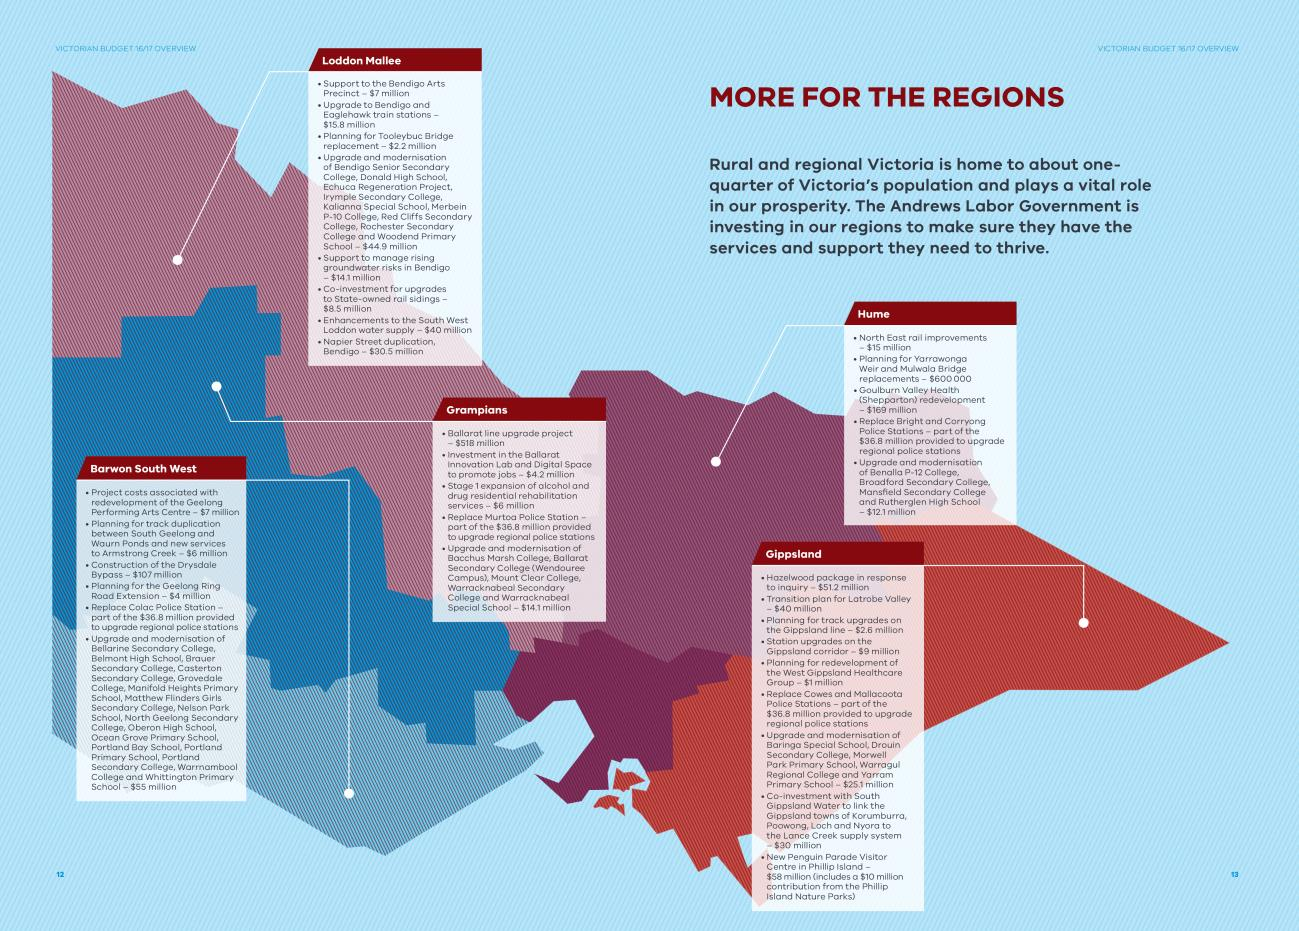 VICTORIAN BUDGET 16/17 OVERVIEW
VICTORIAN BUDGET 16/17 OVERVIEW
MORE FOR THE REGIONS
Rural and regional Victoria is home to about one-
quarter of Victoria's population and plays a vital role
in our prosperity. The Andrews Labor Government is
investing in our regions to make sure they have the
services and support they need to thrive.
Loddon Mallee
• Support to the Bendigo Arts
Precinct – $7 million
• Upgrade to Bendigo and
Eaglehawk train stations –
$15.8 million
• Planning for Tooleybuc Bridge
replacement – $2.2 million
• Upgrade and modernisation
of Bendigo Senior Secondary
College, Donald High School,
Echuca Regeneration Project,
Irymple Secondary College,
Kalianna Special School, Merbein
P-10 College, Red Cliffs Secondary
College, Rochester Secondary
College and Woodend Primary
School – $44.9 million
• Support to manage rising
groundwater risks in Bendigo
– $14.1 million
• Co-investment for upgrades
to State-owned rail sidings –
$8.5 million
• Enhancements to the South West
Loddon water supply – $40 million
• Napier Street duplication,
Bendigo – $30.5 million
Grampians
• Ballarat line upgrade project
– $518 million
• Investment in the Ballarat
Innovation Lab and Digital Space
to promote jobs – $4.2 million
• Stage 1 expansion of alcohol and
drug residential rehabilitation
services – $6 million
• Replace Murtoa Police Station –
part of the $36.8 million provided
to upgrade regional police stations
• Upgrade and modernisation of
Bacchus Marsh College, Ballarat
Secondary College (Wendouree
Campus), Mount Clear College,
Warracknabeal Secondary
College and Warracknabeal
Special School – $14.1 million
Barwon South West
• Project costs associated with
redevelopment of the Geelong
Performing Arts Centre – $7 million
• Planning for track duplication
between South Geelong and
Waurn Ponds and new services
to Armstrong Creek – $6 million
• Construction of the Drysdale
Bypass – $107 million
• Planning for the Geelong Ring
Road Extension – $4 million
• Replace Colac Police Station –
part of the $36.8 million provided
to upgrade regional police stations
• Upgrade and modernisation of
Bellarine Secondary College,
Belmont High School, Brauer
Secondary College, Casterton
Secondary College, Grovedale
College, Manifold Heights Primary
School, Matthew Flinders Girls
Secondary College, Nelson Park
School, North Geelong Secondary
College, Oberon High School,
Ocean Grove Primary School,
Portland Bay School, Portland
Primary School, Portland
Secondary College, Warrnambool
College and Whittington Primary
School – $55 million
Hume
• North East rail improvements
– $15 million
• Planning for Yarrawonga
Weir and Mulwala Bridge
replacements – $600 000
• Goulburn Valley Health
(Shepparton) redevelopment
– $169 million
• Replace Bright and Corryong
Police Stations – part of the
$36.8 million provided to upgrade
regional police stations
• Upgrade and modernisation
of Benalla P-12 College,
Broadford Secondary College,
Mansfield Secondary College
and Rutherglen High School
– $12.1 million
Gippsland
• Hazelwood package in response
to inquiry – $51.2 million
• Transition plan for Latrobe Valley
– $40 million
• Planning for track upgrades on
the Gippsland line – $2.6 million
• Station upgrades on the
Gippsland corridor – $9 million
• Planning for redevelopment of
the West Gippsland Healthcare
Group – $1 million
• Replace Cowes and Mallacoota
Police Stations – part of the
$36.8 million provided to upgrade
regional police stations
• Upgrade and modernisation of
Baringa Special School, Drouin
Secondary College, Morwell
Park Primary School, Warragul
Regional College and Yarram
Primary School – $25.1 million
• Co-investment with South
Gippsland Water to link the
Gippsland towns of Korumburra,
Poowong, Loch and Nyora to
the Lance Creek supply system
– $30 million
• New Penguin Parade Visitor
Centre in Phillip Island –
$58 million (includes a $10 million
contribution from the Phillip
Island Nature Parks)
12
13